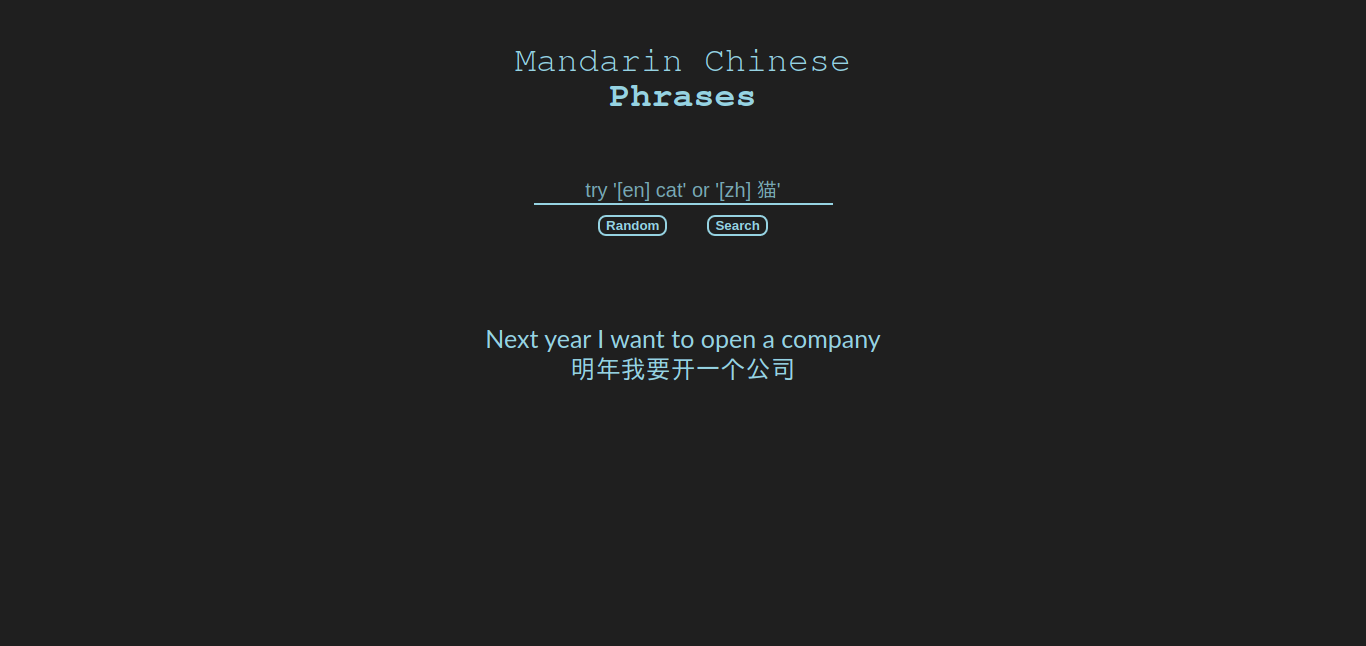 Mandarin Chinese
Phrases
try '[en] cat' or '[zh] 猫'
Random Search
Next year I want to open a company
明年我要开一个公司